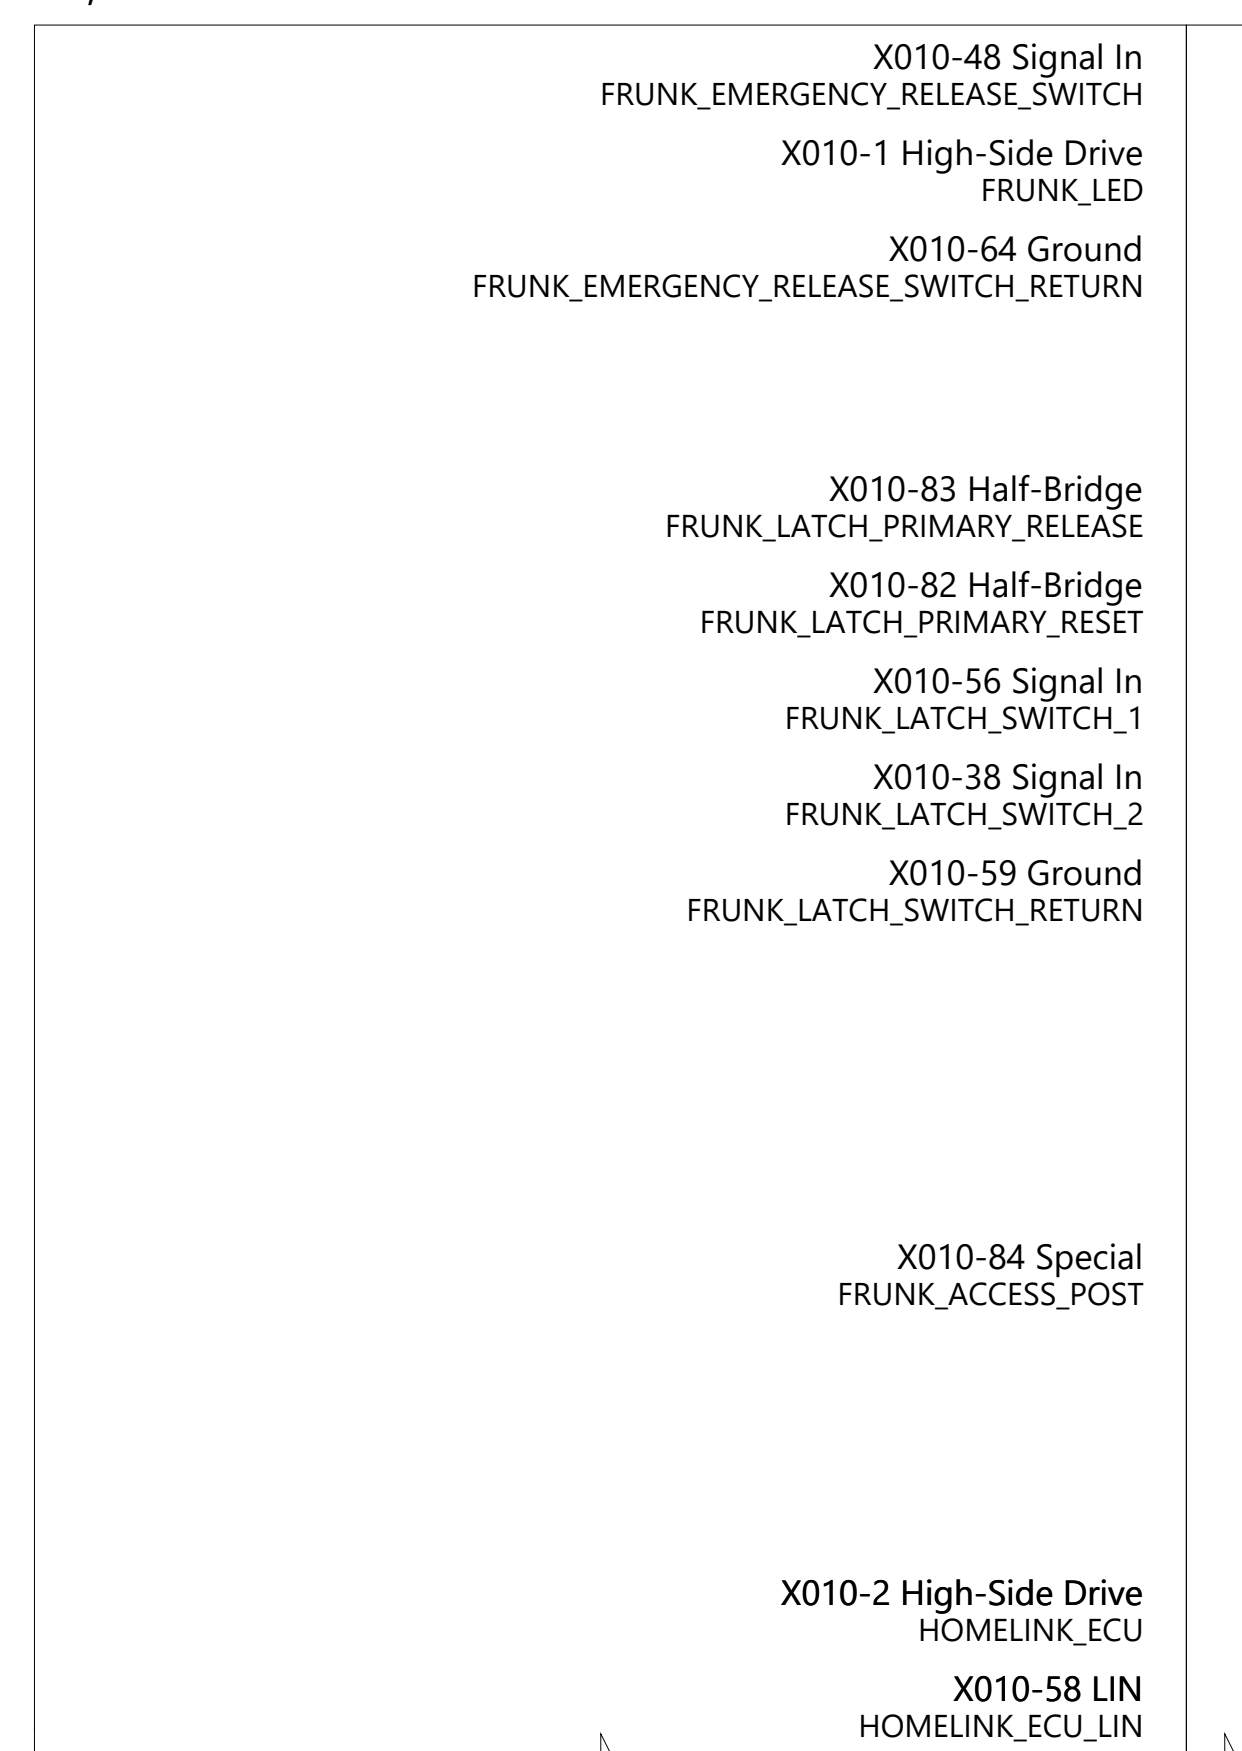 X010-48 Signal In
FRUNK_EMERGENCY_RELEASE_SWITCH
X010-1 High-Side Drive
FRUNK_LED
X010-64 Ground
FRUNK_EMERGENCY_RELEASE_SWITCH_RETURN
X010-83 Half-Bridge
FRUNK_LATCH_PRIMARY_RELEASE
X010-82 Half-Bridge
FRUNK_LATCH_PRIMARY_RESET
X010-56 Signal In
FRUNK_LATCH_SWITCH_1
X010-38 Signal In
FRUNK_LATCH_SWITCH_2
X010-59 Ground
FRUNK_LATCH_SWITCH_RETURN
X010-84 Special
FRUNK_ACCESS_POST
X010-2 High-Side Drive
HOMELINK_ECU
X010-58 LIN
HOMELINK_ECU_LIN